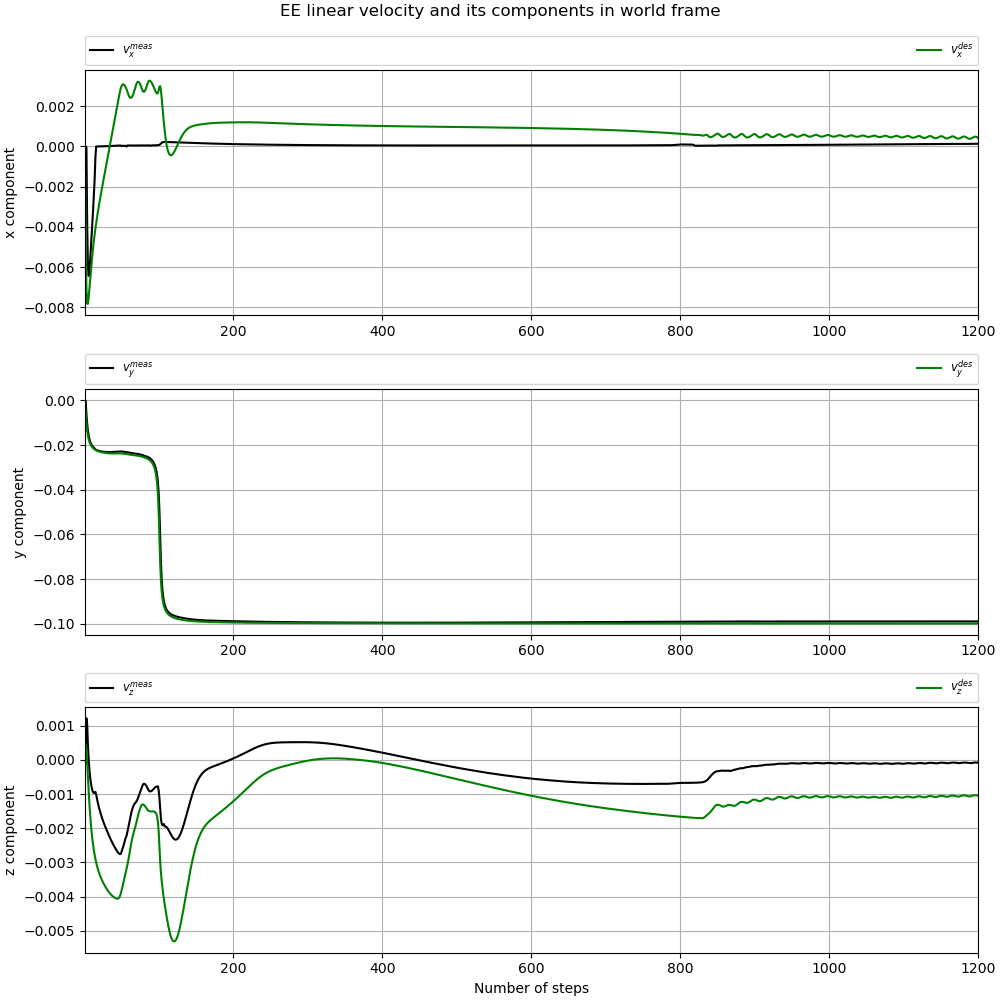 EE linear velocity and its components in world frame
v_x^meas v_x^des
0.002
0.000
−0.002
−0.004
−0.006
−0.008
x component
200 400 600 800 1000 1200
v_y^meas v_y^des
0.00
−0.02
−0.04
−0.06
−0.08
−0.10
y component
200 400 600 800 1000 1200
v_z^meas v_z^des
0.001
0.000
−0.001
−0.002
−0.003
−0.004
−0.005
z component
200 400 600 800 1000 1200
Number of steps